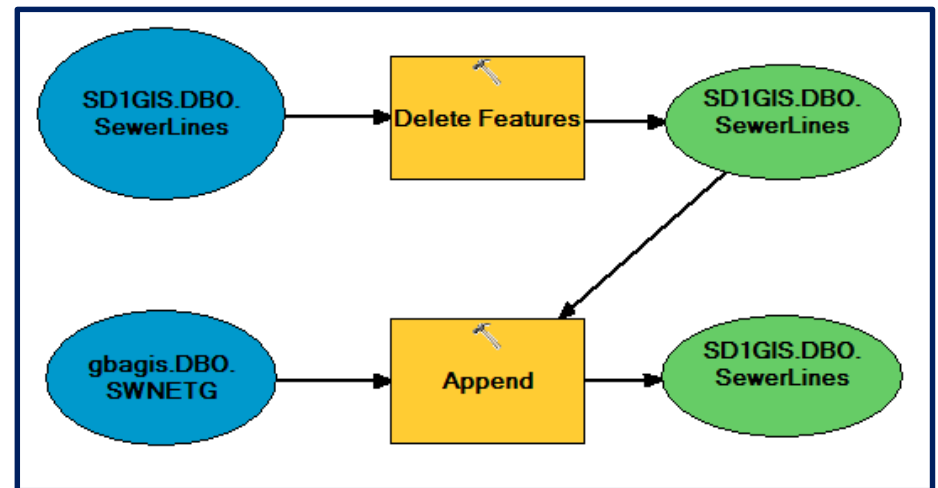 SD1GIS.DBO.
SewerLines
Delete Features
SD1GIS.DBO.
SewerLines
gbagis.DBO.
SWNETG
Append
SD1GIS.DBO.
SewerLines